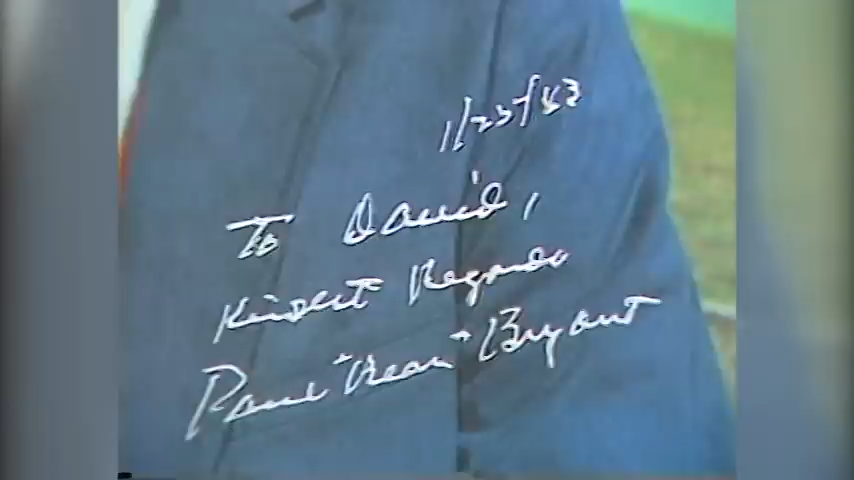 1/23/83
To David,
Kindest Regards
Paul "Bear" Bryant